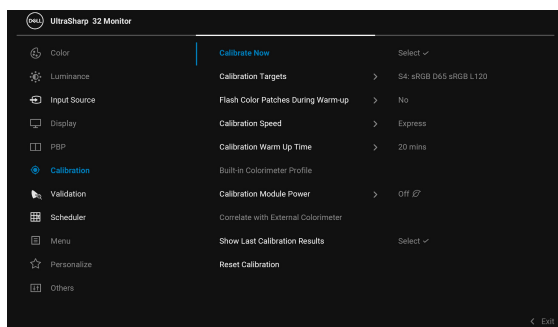 DELL UltraSharp 32 Monitor
Color
Luminance
Input Source
Display
PBP
Calibration
Validation
Scheduler
Menu
Personalize
Others
Calibrate Now Select
Calibration Targets S4: sRGB D65 sRGB L120
Flash Color Patches During Warm-up No
Calibration Speed Express
Calibration Warm Up Time 20 mins
Built-in Colorimeter Profile
Calibration Module Power Off
Correlate with External Colorimeter
Show Last Calibration Results Select
Reset Calibration
Exit